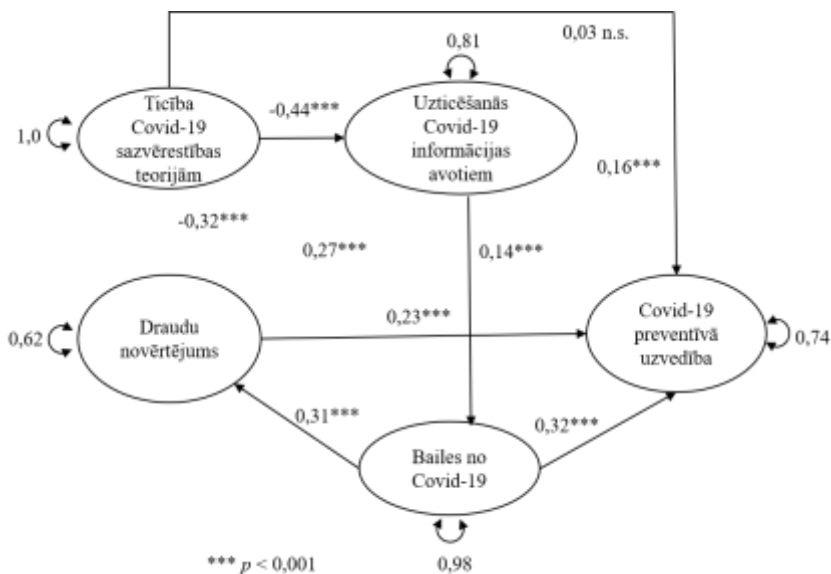 0,03 n.s.
0,81
Ticība
Covid-19
sazvērestības
teorijām
1,0
-0,44***
Uzticēšanās
Covid-19
informācijas
avotiem
0,16***
-0,32***
0,27***
0,14***
0,62
Draudu
novērtējums
0,23***
Covid-19
preventīvā
uzvedība
0,74
0,31***
Bailes no
Covid-19
0,32***
*** p < 0,001
0,98